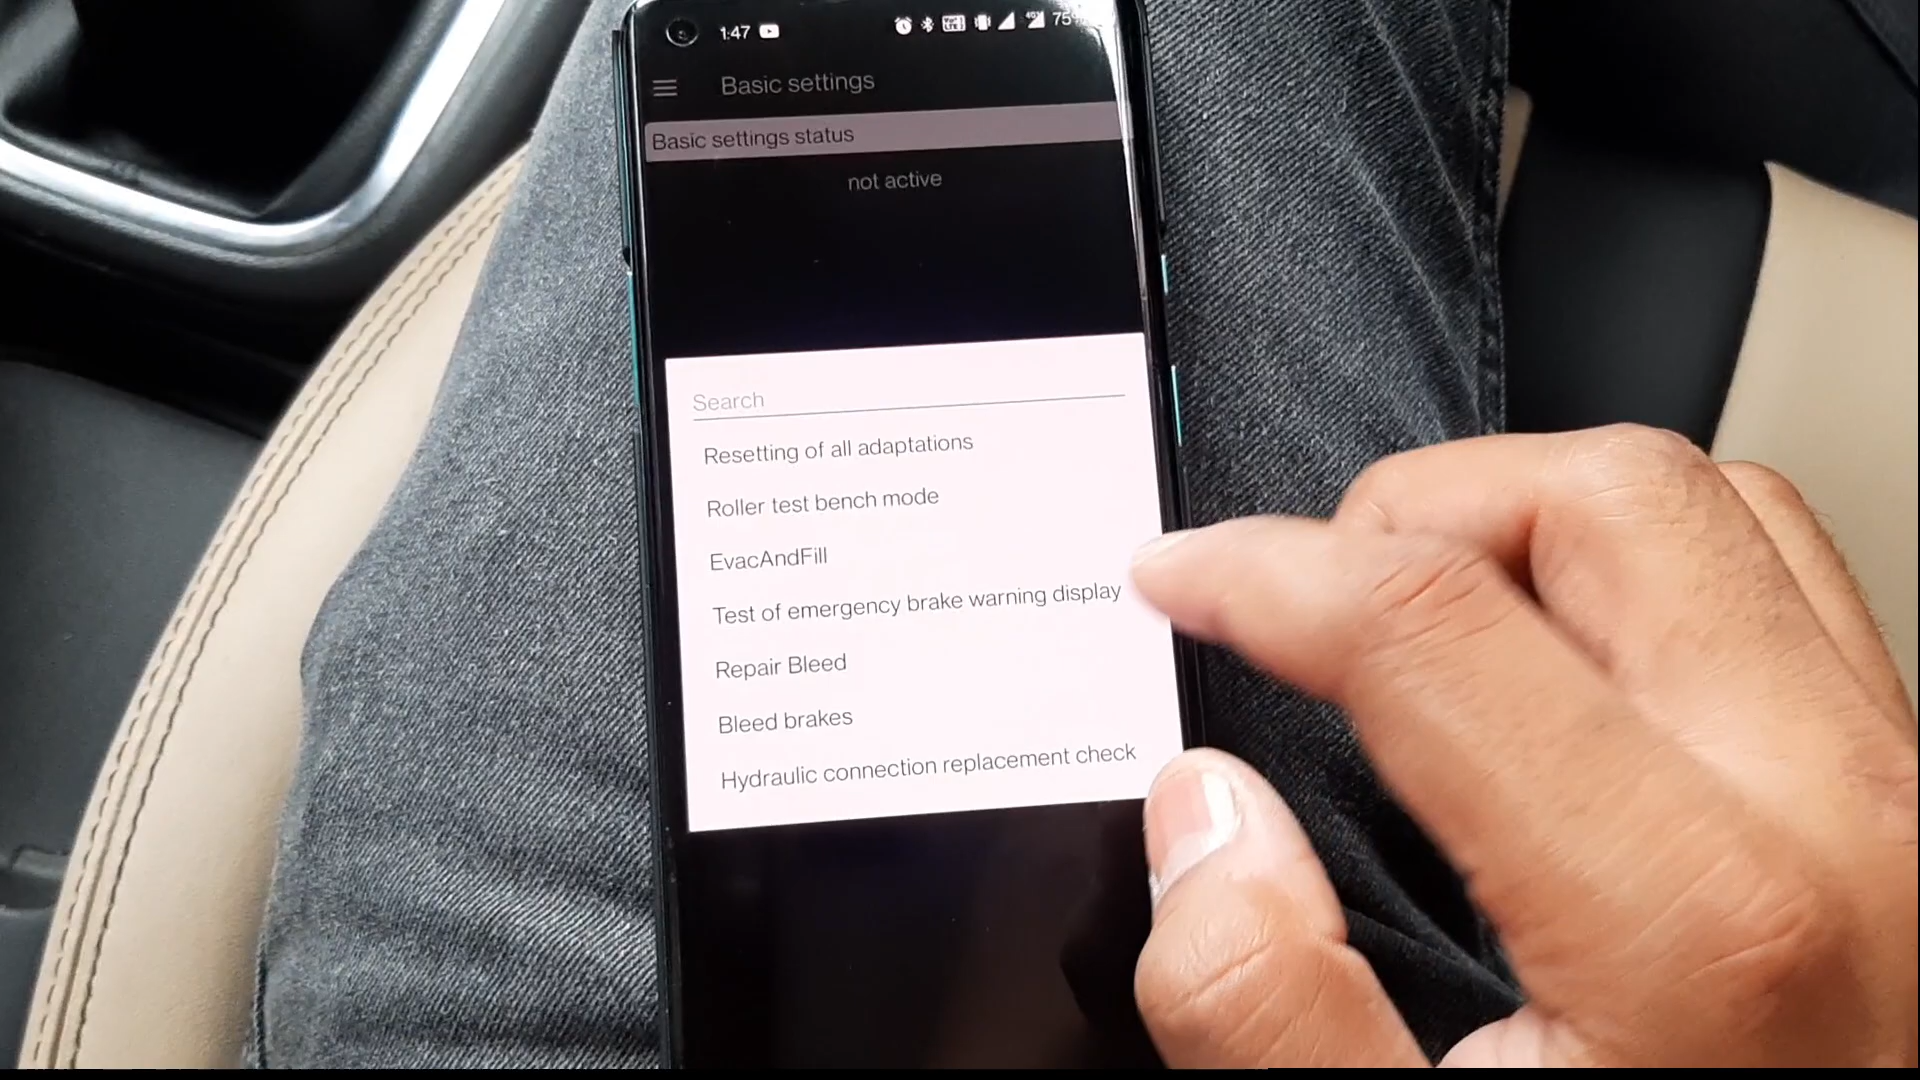 1:47
75%
Basic settings
Basic settings status
not active
Search
Resetting of all adaptations
Roller test bench mode
EvacAndFill
Test of emergency brake warning display
Repair Bleed
Bleed brakes
Hydraulic connection replacement check